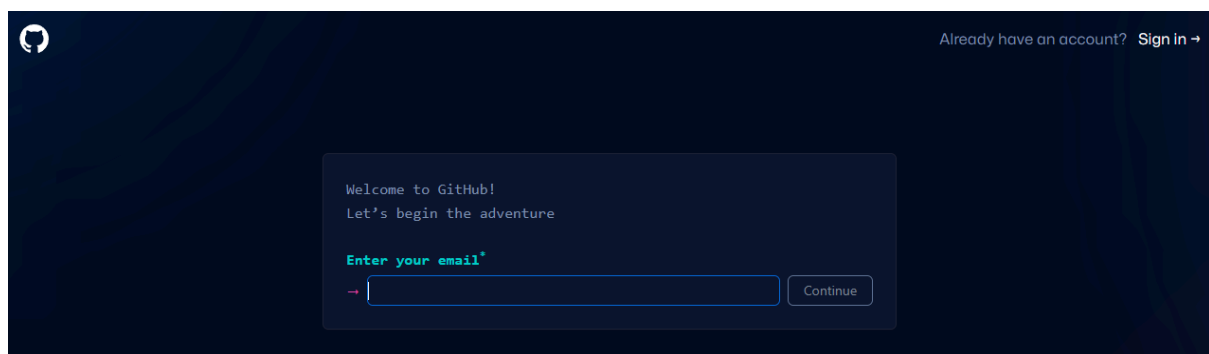 Already have an account? Sign in →
Welcome to GitHub!
Let’s begin the adventure
Enter your email*
→
Continue